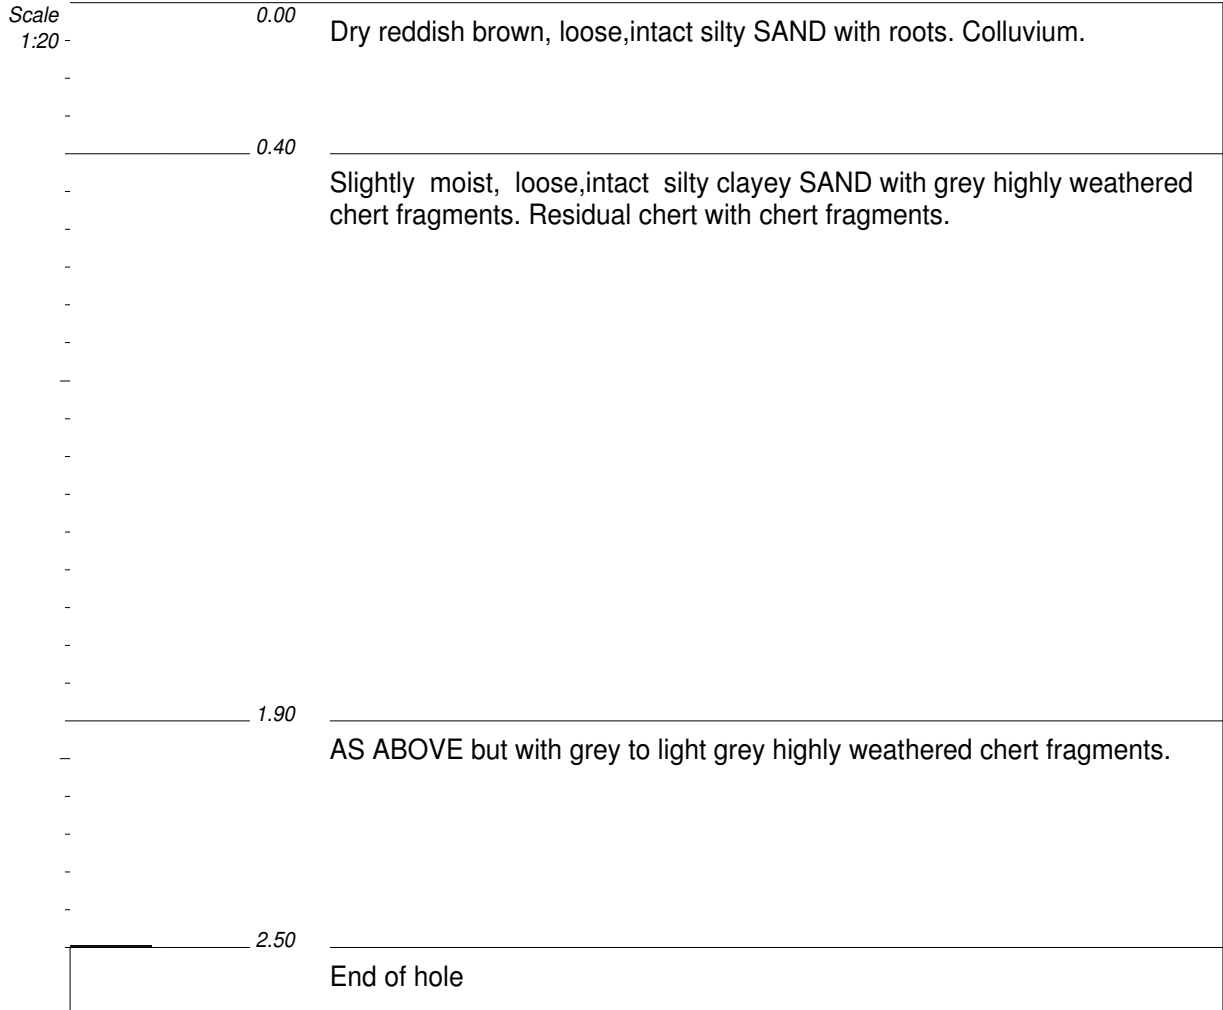 Scale
1:20
0.00
Dry reddish brown, loose,intact silty SAND with roots. Colluvium.
0.40
Slightly moist, loose,intact silty clayey SAND with grey highly weathered
chert fragments. Residual chert with chert fragments.
1.90
AS ABOVE but with grey to light grey highly weathered chert fragments.
2.50
End of hole